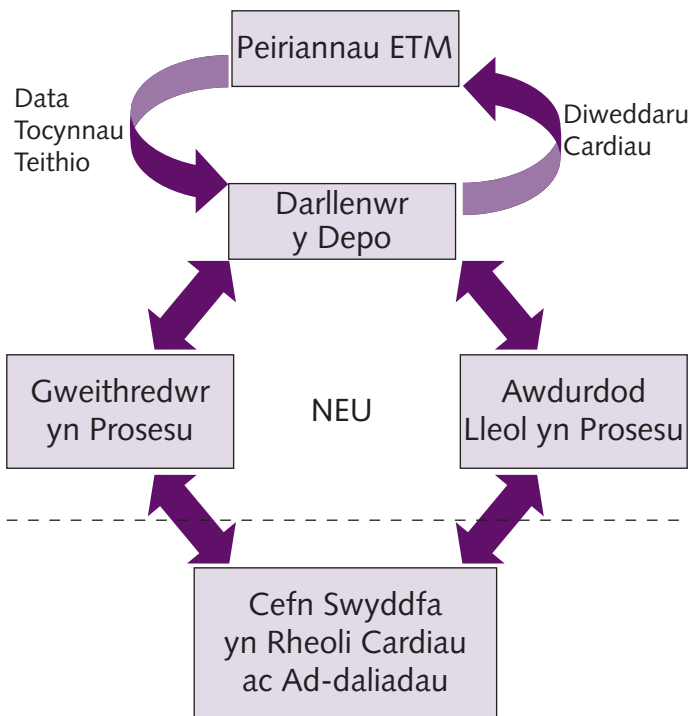 Peiriannau ETM
Data
Tocynnau
Teithio
Diweddaru
Cardiau
Darllenwr
y Depo
Gweithredwr
yn Prosesu
NEU
Awdurdod
Lleol yn Prosesu
Cefn Swyddfa
yn Rheoli Cardiau
ac Ad-daliadau